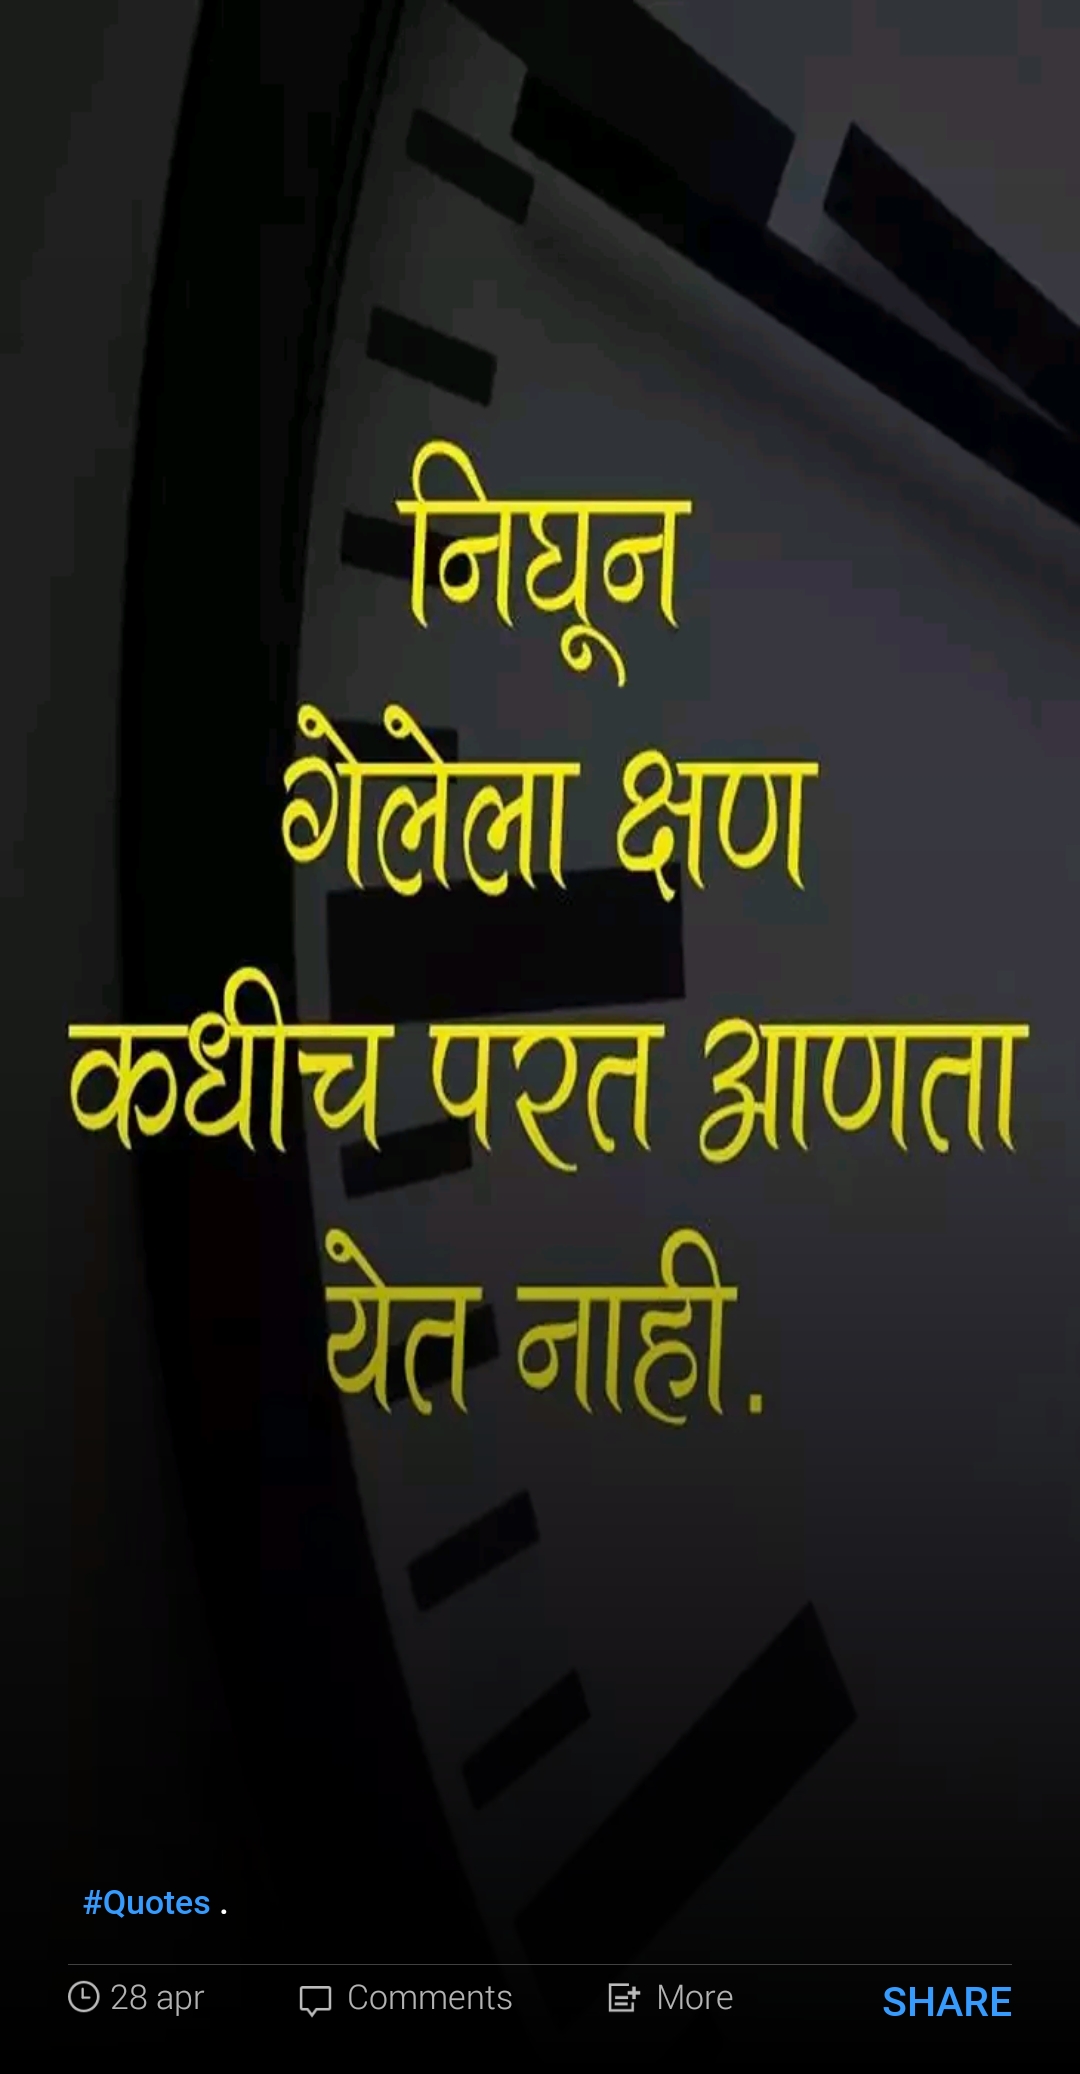 निघून
गेलेला क्षण
कधीच परत आणता
येत नाही.
#Quotes .
28 apr Comments More SHARE